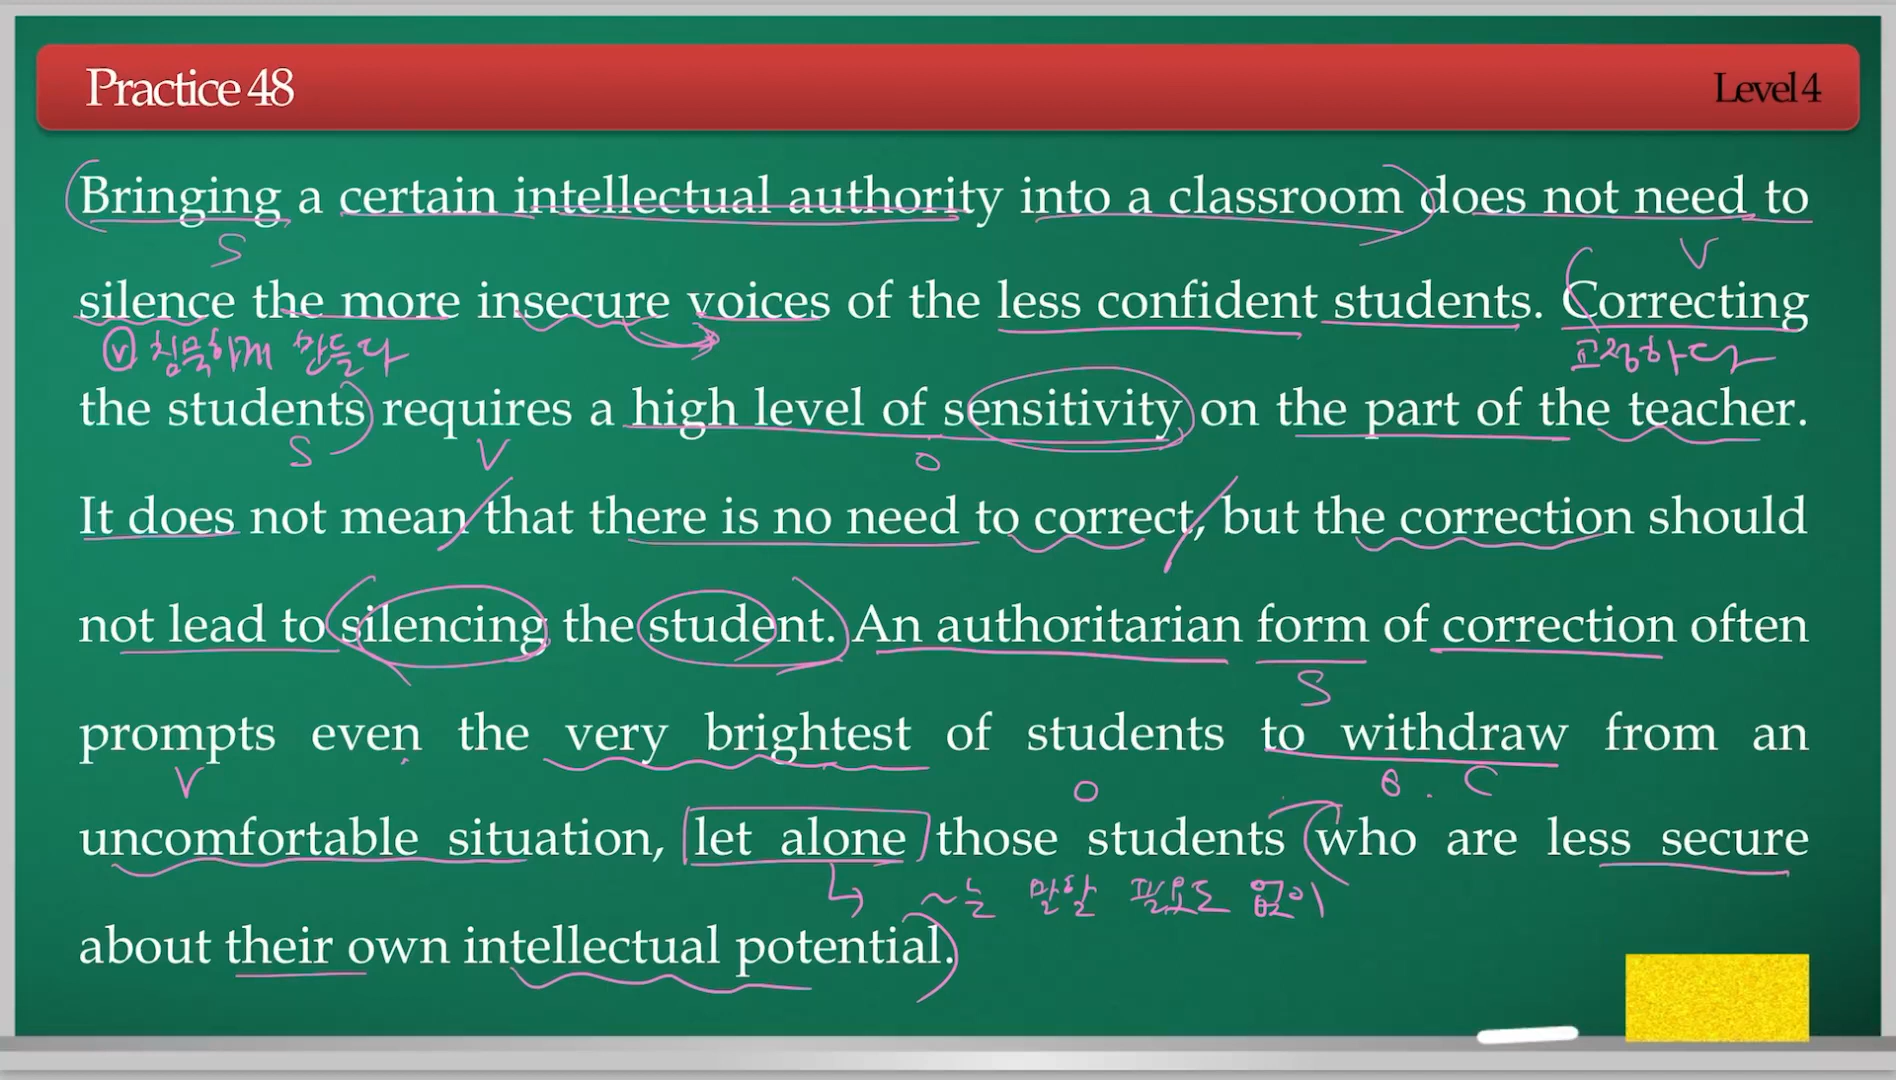 Practice 48
Level 4
Bringing a certain intellectual authority into a classroom does not need to
S
V
silence the more insecure voices of the less confident students. Correcting
ⓥ 침묵하게 만들다
교정하다
the students requires a high level of sensitivity on the part of the teacher.
S
V
O
It does not mean that there is no need to correct, but the correction should
not lead to silencing the student. An authoritarian form of correction often
S
prompts even the very brightest of students to withdraw from an
V
O
O.C
uncomfortable situation, let alone those students who are less secure
~는 말할 필요도 없이
about their own intellectual potential.